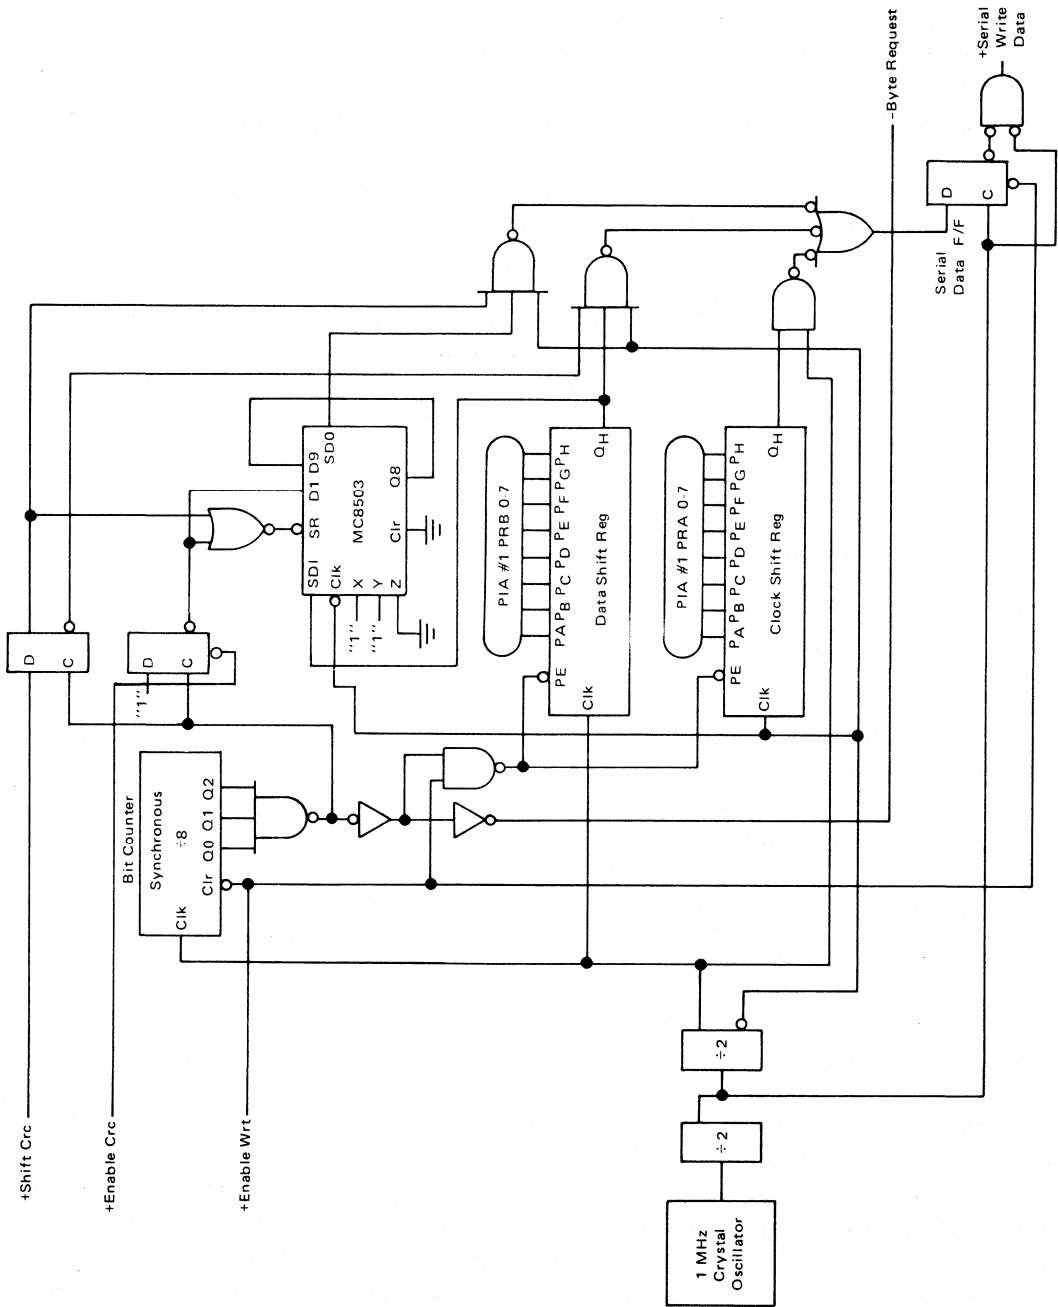 +Shift Crc
+Enable Crc
+Enable Wrt
1 MHz
Crystal
Oscillator
÷2
÷2
Bit Counter
Synchronous
÷8
Clk
Clr
Q0
Q1
Q2
D
C
"1"
D
C
SDI
SR
D1
D9
Clk
SD0
X
Y
Z
"1"
"1"
MC8503
Clr
Q8
PIA #1 PRB 0-7
PE
PA
PB
PC
PD
PE
PF
PG
PH
Data Shift Reg
Clk
QH
PIA #1 PRA 0-7
PE
PA
PB
PC
PD
PE
PF
PG
PH
Clock Shift Reg
Clk
QH
-Byte Request
D
C
Serial
Data F/F
+Serial
Write
Data